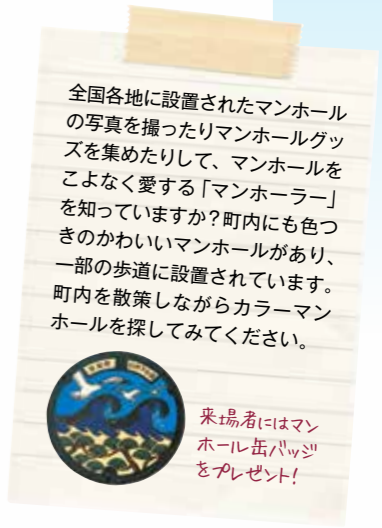 全国各地に設置されたマンホール
の写真を撮ったりマンホールグッ
ズを集めたりして、マンホールを
こよなく愛する「マンホーラー」
を知っていますか？町内にも色つ
きのかわいいマンホールがあり、
一部の歩道に設置されています。
町内を散策しながらカラーマン
ホールを探してみてください。
来場者にはマン
ホール缶バッジ
をプレゼント！